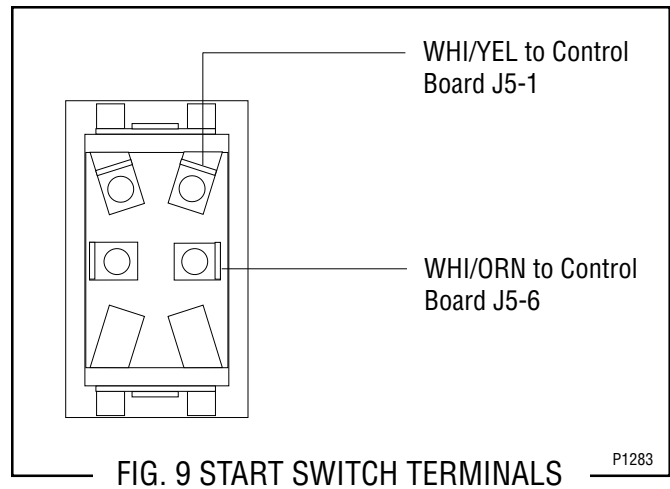 WHI/YEL to Control
Board J5-1
WHI/ORN to Control
Board J5-6
FIG. 9 START SWITCH TERMINALS
P1283